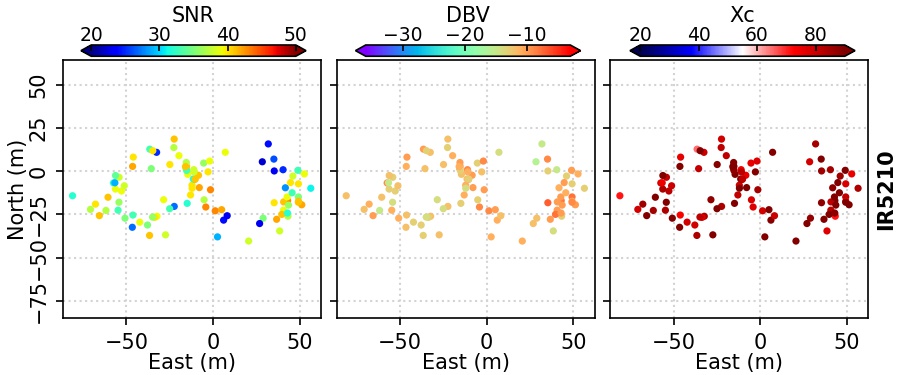 SNR
DBV
Xc
20 30 40 50
−30 −20 −10
20 40 60 80
North (m)
50
25
0
−25
−50
−75
−50 0 50
−50 0 50
−50 0 50
East (m)
East (m)
East (m)
IR5210